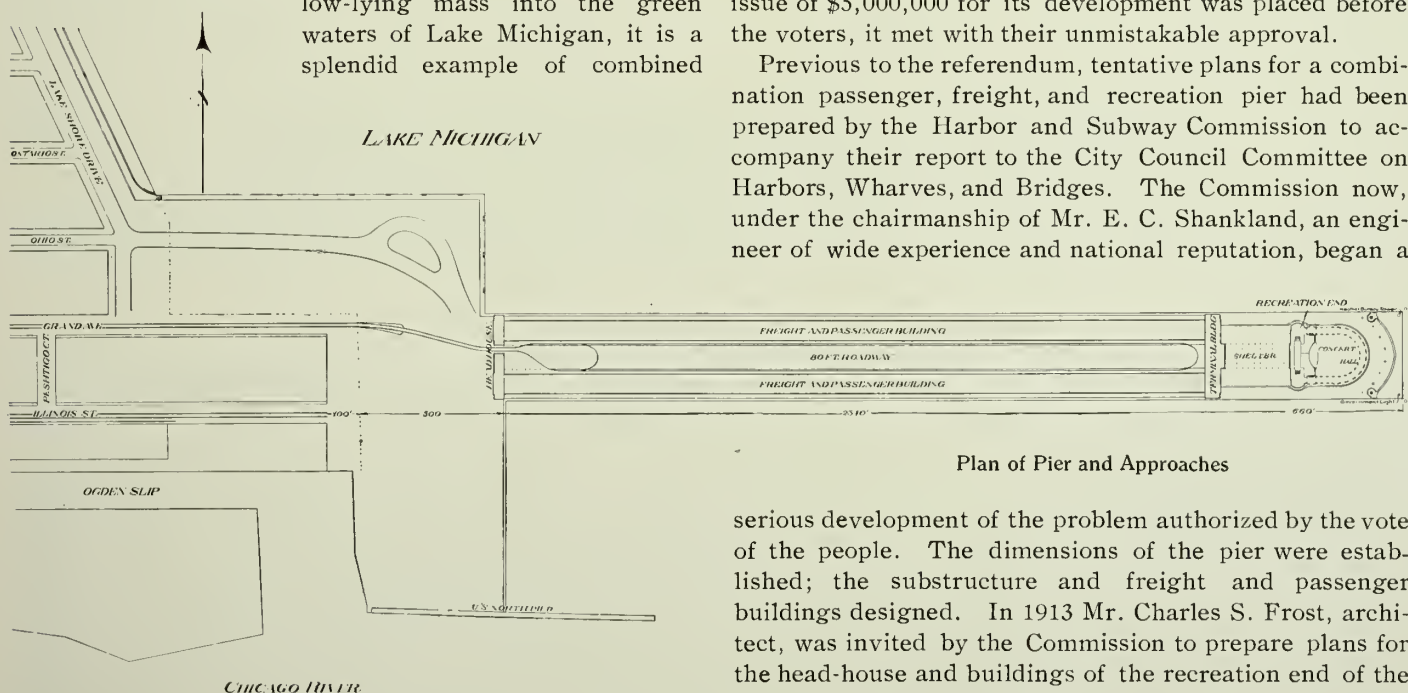 low-lying mass into the green
waters of Lake Michigan, it is a
splendid example of combined
issue of $5,000,000 for its development was placed before
the voters, it met with their unmistakable approval.
Previous to the referendum, tentative plans for a combi-
nation passenger, freight, and recreation pier had been
prepared by the Harbor and Subway Commission to ac-
company their report to the City Council Committee on
Harbors, Wharves, and Bridges. The Commission now,
under the chairmanship of Mr. E. C. Shankland, an engi-
neer of wide experience and national reputation, began a
LAKE MICHIGAN
LAKE SHORE DRIVE
ONTARIO ST.
OHIO ST.
GRAND AVE.
PESHTIGO CT.
ILLINOIS ST.
100'
300
HEAD HOUSE
FREIGHT AND PASSENGER BUILDING
80 FT. ROADWAY
FREIGHT AND PASSENGER BUILDING
2340'
TERMINAL BLDG
SHELTER
RECREATION END
CONCERT
HALL
660'
OGDEN SLIP
CHICAGO RIVER
Plan of Pier and Approaches
serious development of the problem authorized by the vote
of the people. The dimensions of the pier were estab-
lished; the substructure and freight and passenger
buildings designed. In 1913 Mr. Charles S. Frost, archi-
tect, was invited by the Commission to prepare plans for
the head-house and buildings of the recreation end of the